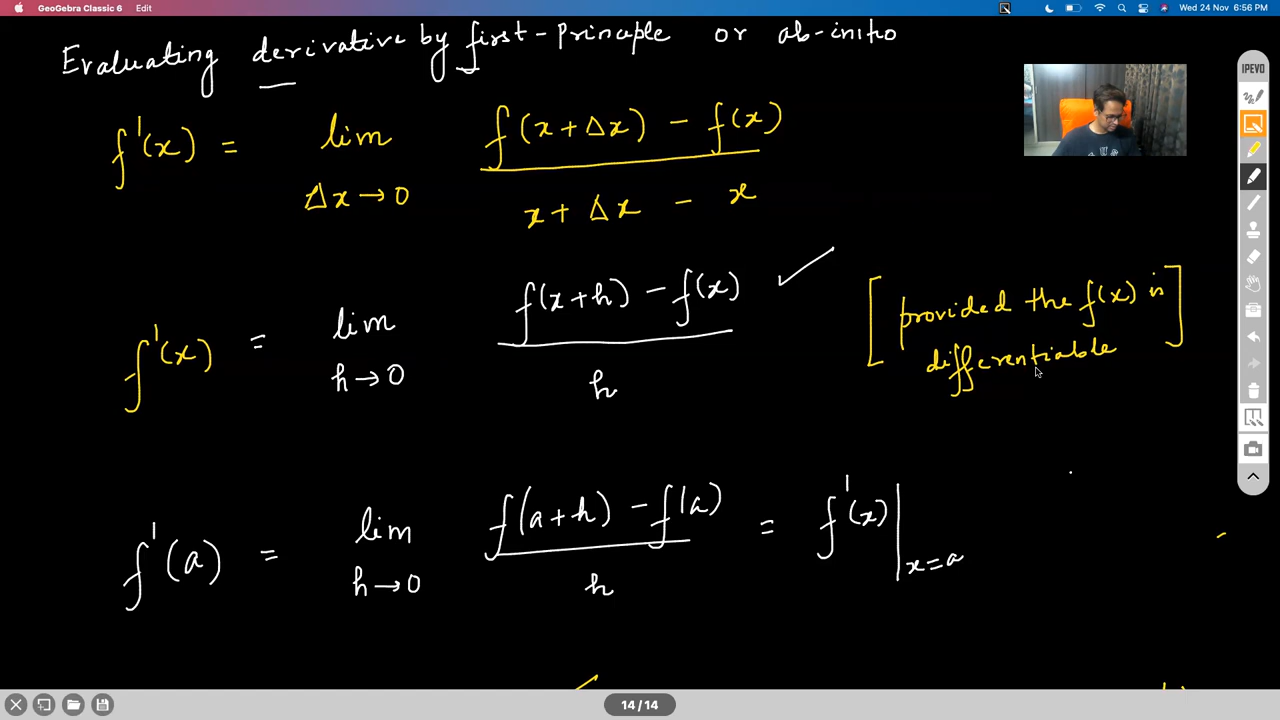 GeoGebra Classic 6 Edit
Wed 24 Nov 6:56 PM
Evaluating derivative by first-principle or ab-initio
f'(x) = lim Δx→0 f(x+Δx) - f(x) / x+Δx - x
f'(x) = lim h→0 f(x+h) - f(x) / h ✓
[provided the f(x) is
differentiable]
f'(a) = lim h→0 f(a+h) - f(a) / h = f'(x)|x=a
IPEVO
14/14